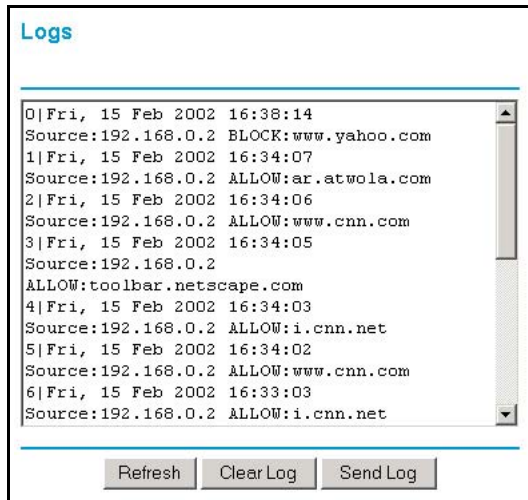 Logs
0|Fri, 15 Feb 2002 16:38:14
Source:192.168.0.2 BLOCK:www.yahoo.com
1|Fri, 15 Feb 2002 16:34:07
Source:192.168.0.2 ALLOW:ar.atwola.com
2|Fri, 15 Feb 2002 16:34:06
Source:192.168.0.2 ALLOW:www.cnn.com
3|Fri, 15 Feb 2002 16:34:05
Source:192.168.0.2
ALLOW:toolbar.netscape.com
4|Fri, 15 Feb 2002 16:34:03
Source:192.168.0.2 ALLOW:i.cnn.net
5|Fri, 15 Feb 2002 16:34:02
Source:192.168.0.2 ALLOW:www.cnn.com
6|Fri, 15 Feb 2002 16:33:03
Source:192.168.0.2 ALLOW:i.cnn.net
Refresh Clear Log Send Log